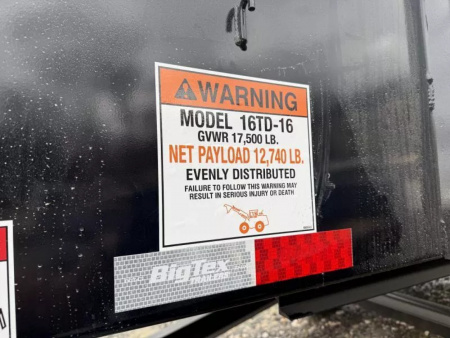 WARNING
MODEL 16TD-16
GVWR 17,500 LB.
NET PAYLOAD 12,740 LB.
EVENLY DISTRIBUTED
FAILURE TO FOLLOW THIS WARNING MAY
RESULT IN SERIOUS INJURY OR DEATH
BigTex